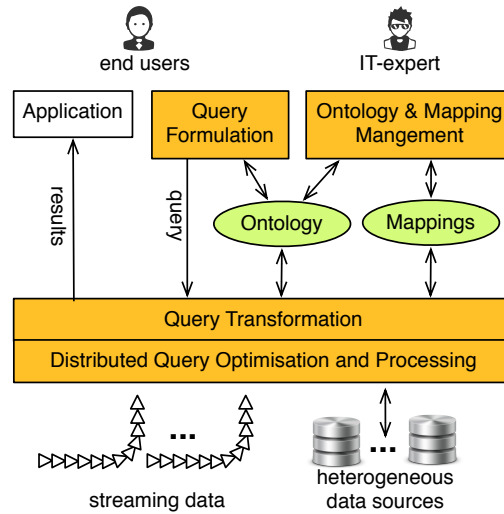 end users
IT-expert
Application
Query
Formulation
Ontology & Mapping
Mangement
results
query
Ontology
Mappings
Query Transformation
Distributed Query Optimisation and Processing
...
...
streaming data
heterogeneous
data sources